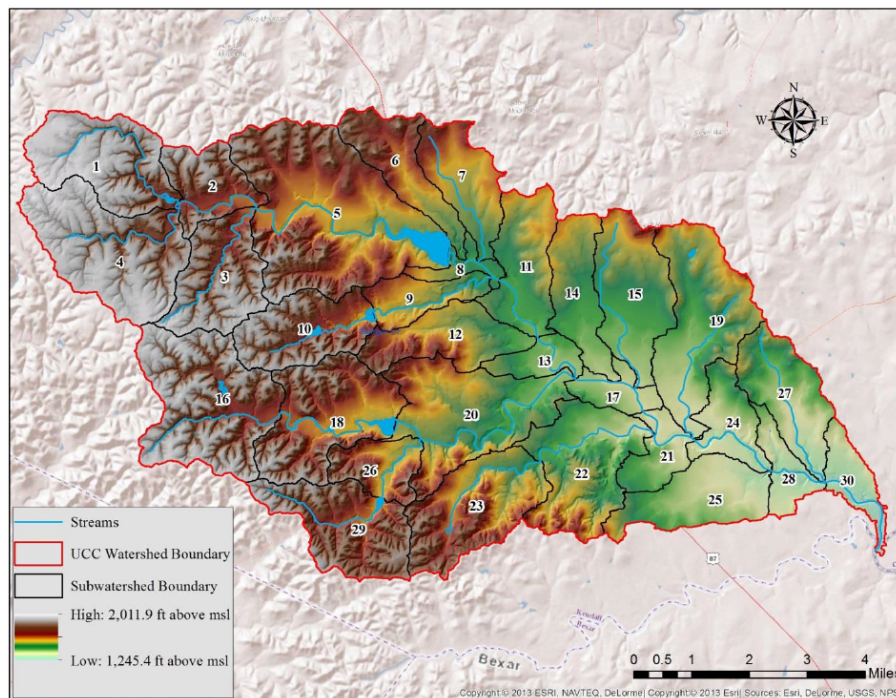 N
W E
S
1
2
6
7
5
4
3
8
11
9
14
15
10
12
19
13
16
18
20
17
27
24
26
22
21
23
25
28
30
29
Streams
UCC Watershed Boundary
Subwatershed Boundary
High: 2,011.9 ft above msl
Low: 1,245.4 ft above msl
87
Kendall
Bexar
Bexar
0 0.5 1 2 3 4
Miles
Copyright © 2013 ESRI, NAVTEQ, DeLorme| Copyright © 2013 Esri| Sources: Esri, DeLorme, USGS, NPS